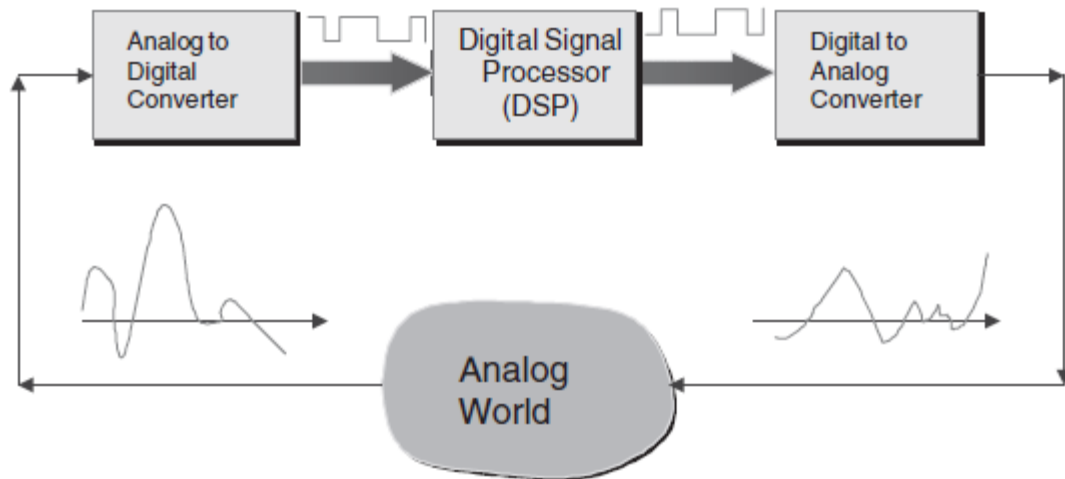 Analog to
Digital
Converter
Digital Signal
Processor
(DSP)
Digital to
Analog
Converter
Analog
World